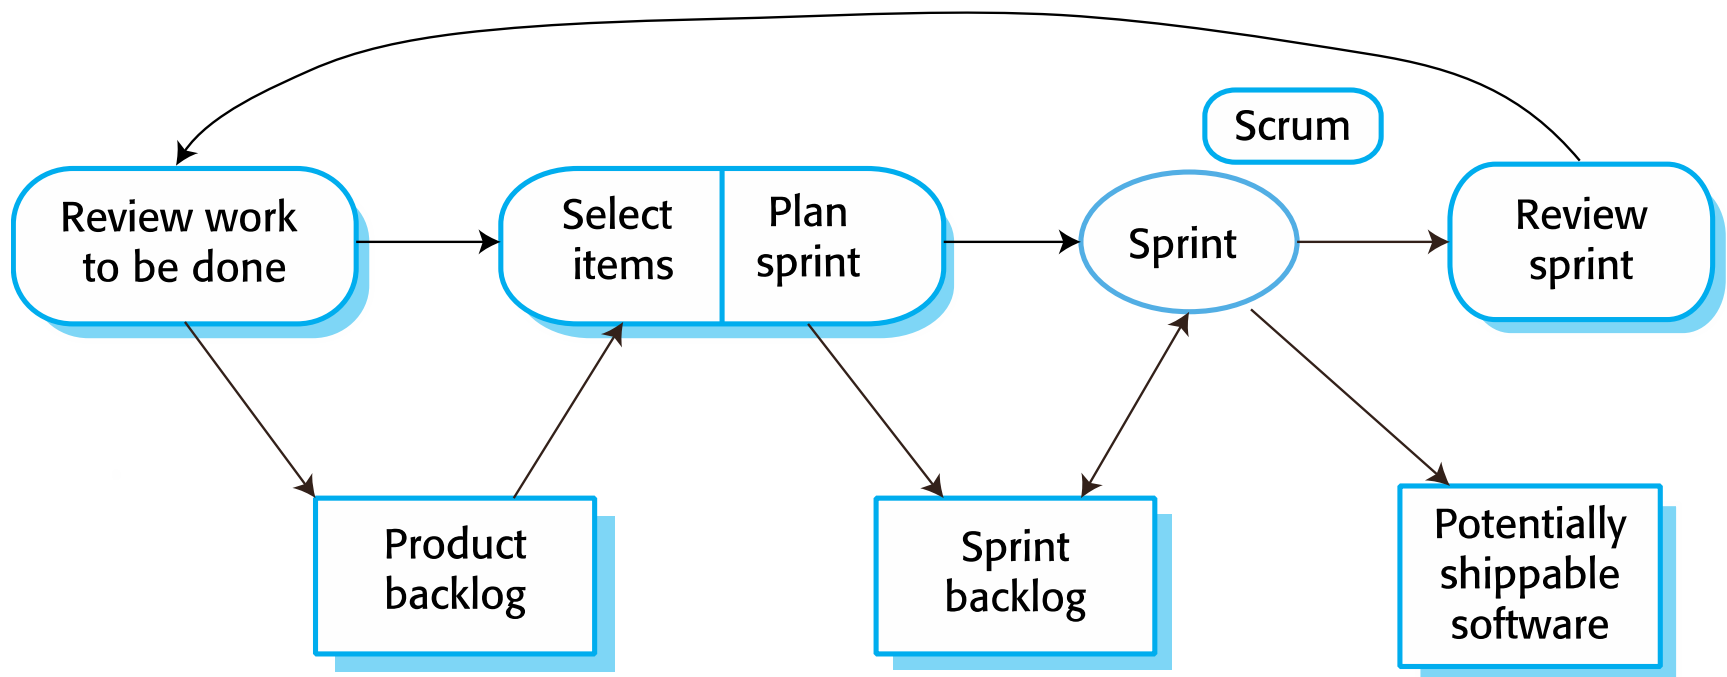 Scrum
Review work
to be done
Select
items
Plan
sprint
Sprint
Review
sprint
Product
backlog
Sprint
backlog
Potentially
shippable
software